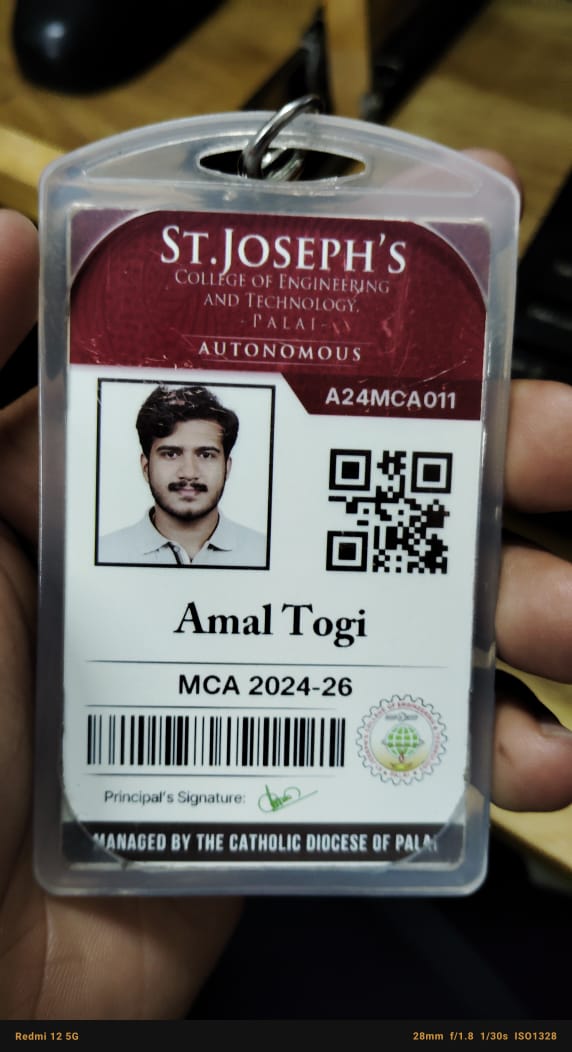 ST.JOSEPH'S
COLLEGE OF ENGINEERING
AND TECHNOLOGY,
- PALAI -
AUTONOMOUS
A24MCA011
Amal Togi
MCA 2024-26
Principal's Signature:
MANAGED BY THE CATHOLIC DIOCESE OF PALAI
Redmi 12 5G
28mm f/1.8 1/30s ISO1328